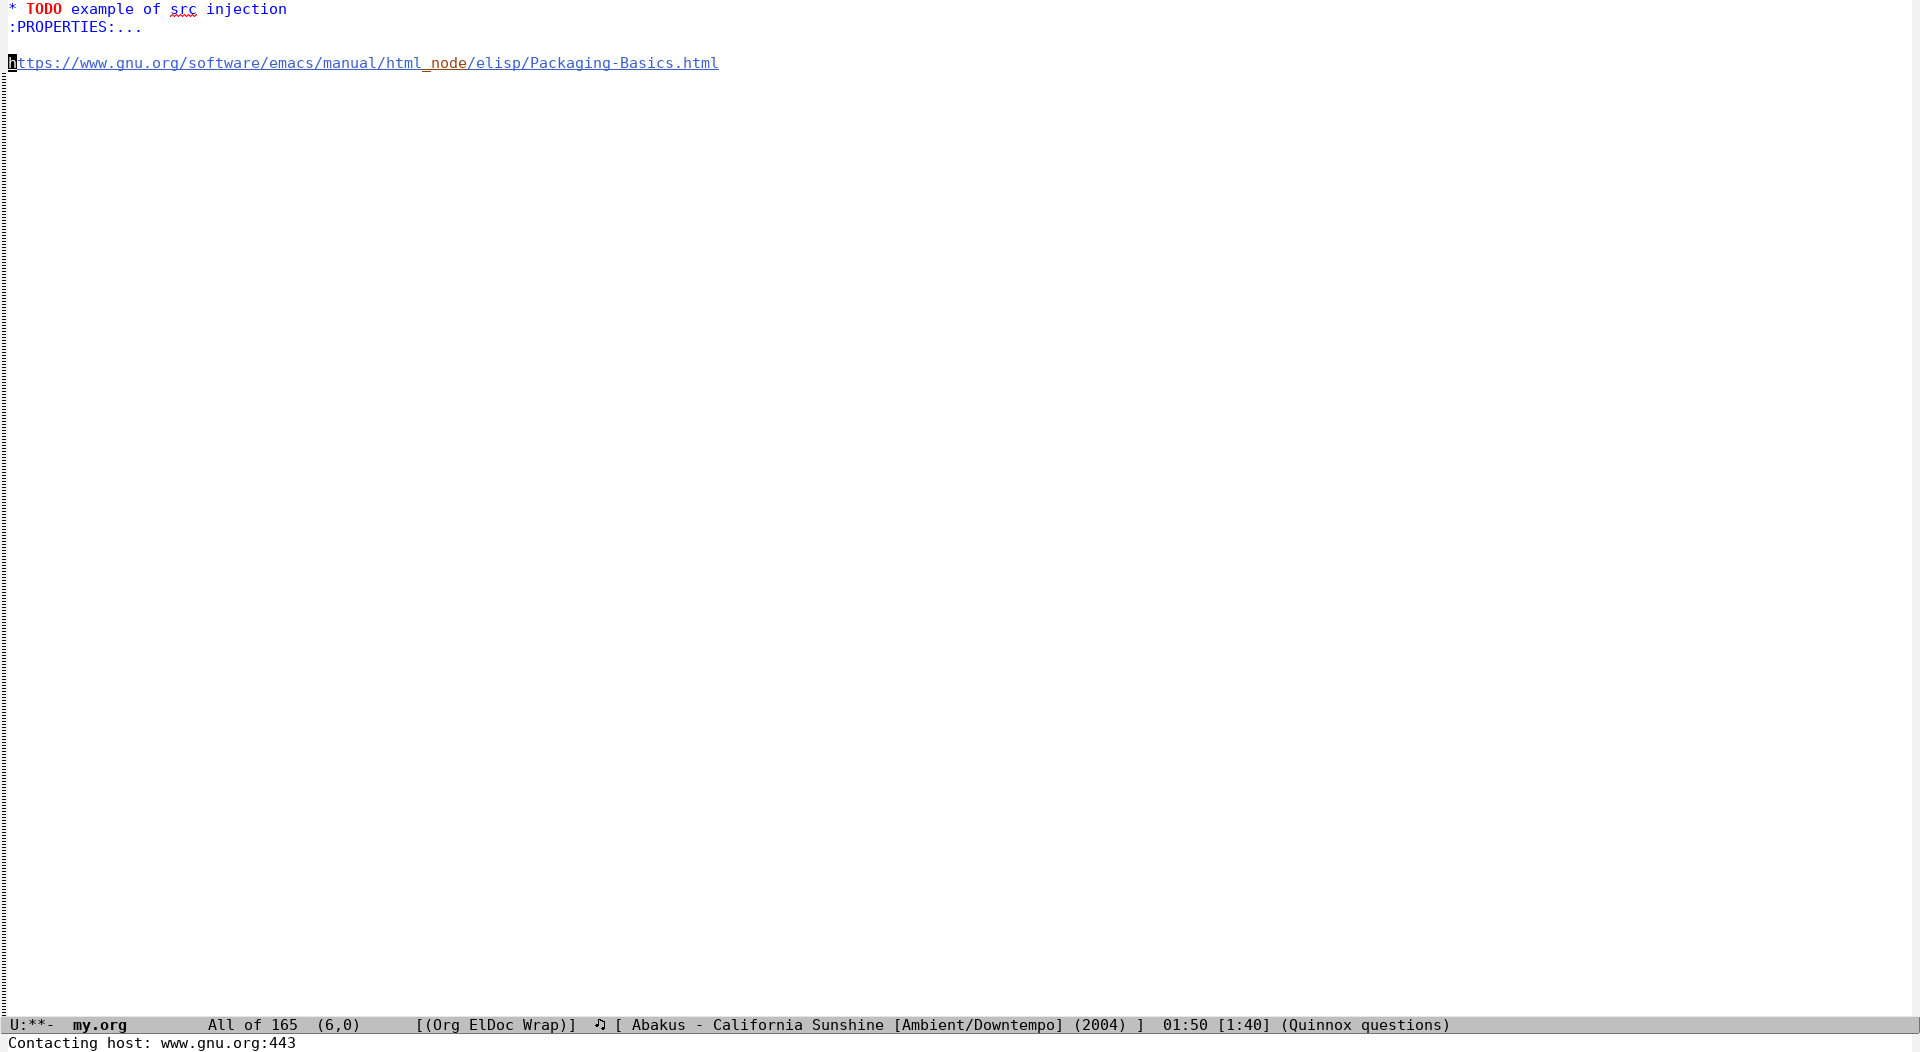 * TODO example of src injection
:PROPERTIES:...
https://www.gnu.org/software/emacs/manual/html_node/elisp/Packaging-Basics.html
U:**-  my.org         All of 165  (6,0)      [(Org ElDoc Wrap)]  🎜 [ Abakus - California Sunshine [Ambient/Downtempo] (2004) ]  01:50 [1:40] (Quinnox questions)
Contacting host: www.gnu.org:443